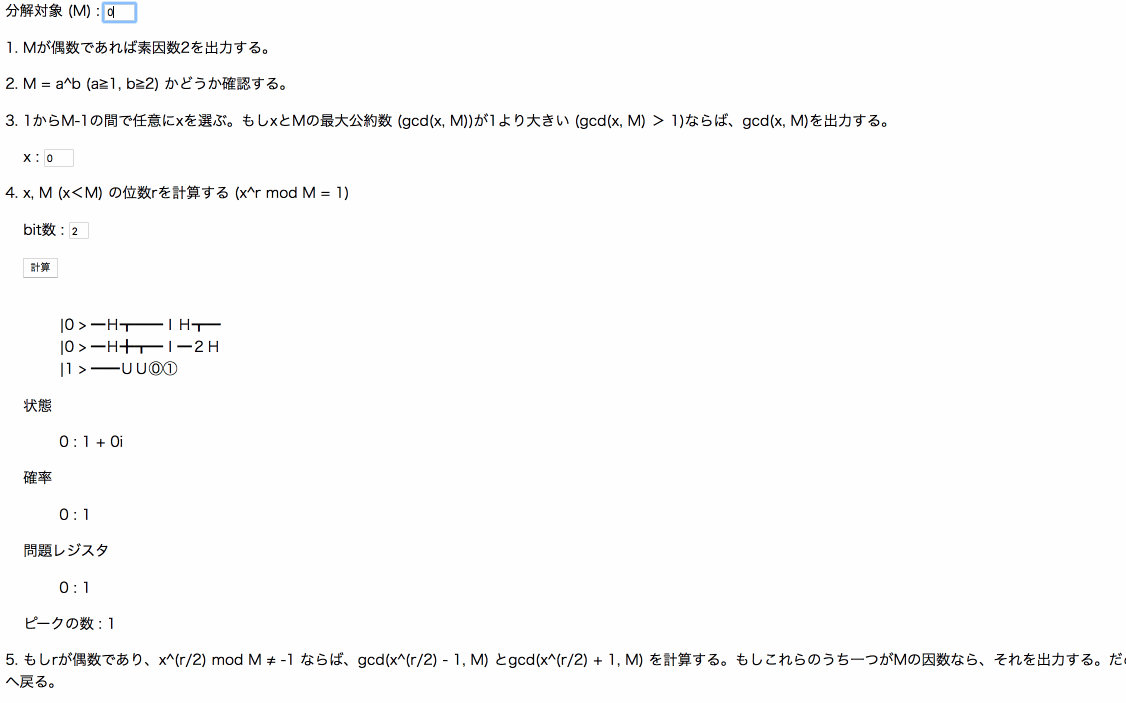 分解対象 (M) : 0
1. Mが偶数であれば素因数2を出力する。
2. M = a^b (a≧1, b≧2) かどうか確認する。
3. 1からM-1の間で任意にxを選ぶ。もしxとMの最大公約数 (gcd(x, M))が1より大きい (gcd(x, M) ＞ 1)ならば、gcd(x, M)を出力する。
x : 0
4. x, M (x＜M) の位数rを計算する (x^r mod M = 1)
bit数 : 2
計算
|0 > ━H┳━━━ I H┳━━
|0 > ━H╋━┳━ I ━2 H
|1 > ━━━U U⓪①
状態
0 : 1 + 0i
確率
0 : 1
問題レジスタ
0 : 1
ピークの数 : 1
5. もしrが偶数であり、x^(r/2) mod M ≠ -1 ならば、gcd(x^(r/2) - 1, M) とgcd(x^(r/2) + 1, M) を計算する。もしこれらのうち一つがMの因数なら、それを出力する。だ
へ戻る。